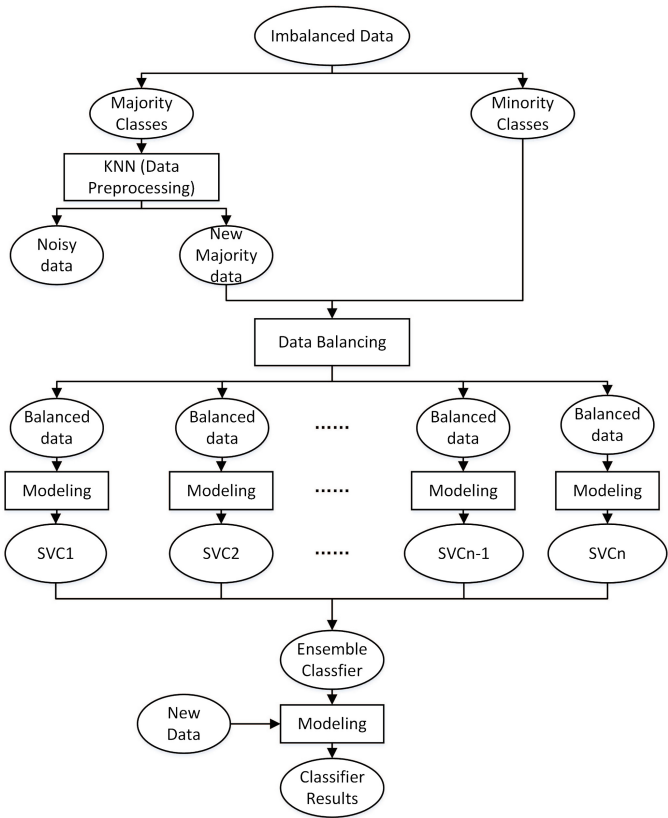 Imbalanced Data
Majority
Classes
Minority
Classes
KNN (Data
Preprocessing)
Noisy
data
New
Majority
data
Data Balancing
Balanced
data
Balanced
data
......
Balanced
data
Balanced
data
Modeling
Modeling
......
Modeling
Modeling
SVC1
SVC2
......
SVCn-1
SVCn
Ensemble
Classfier
New
Data
Modeling
Classifier
Results